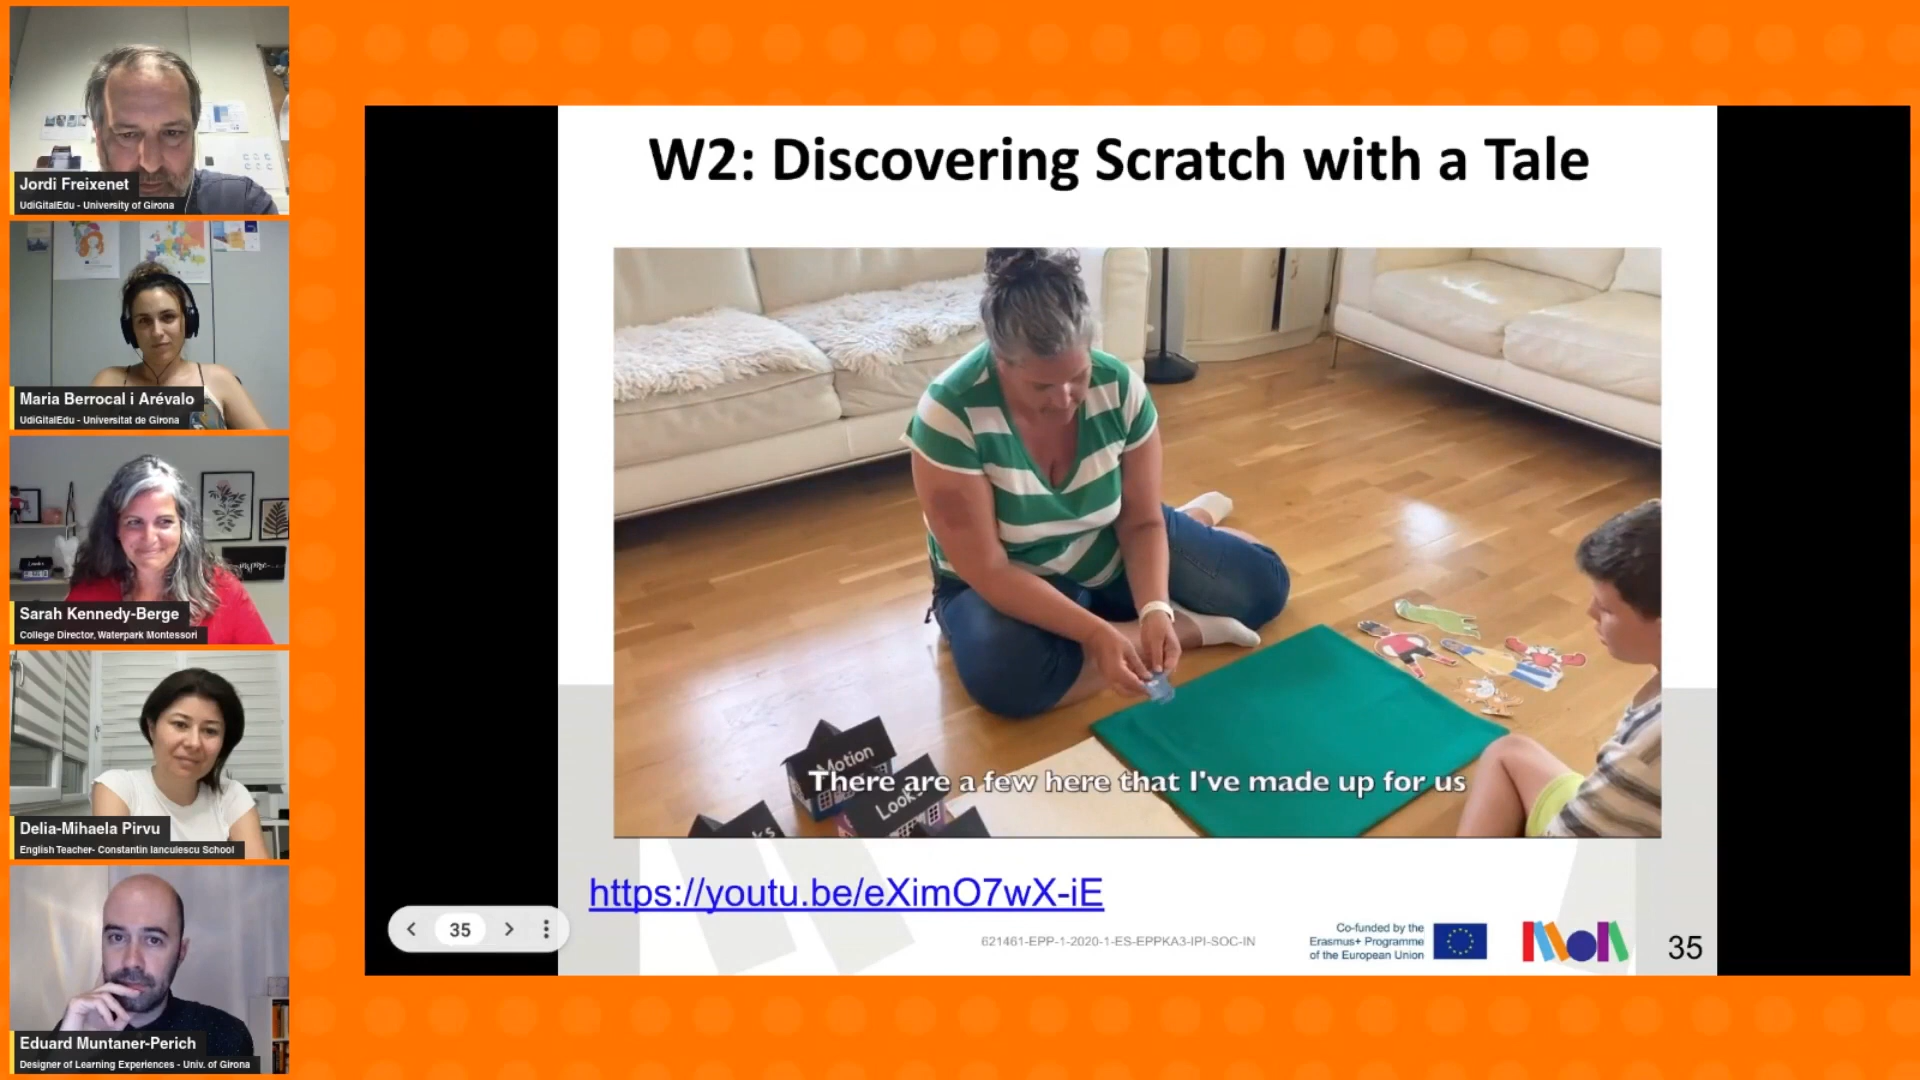 Jordi Freixenet
UdiGitalEdu - University of Girona
Maria Berrocal i Arévalo
UdiGitalEdu - Universitat de Girona
Sarah Kennedy-Berge
College Director, Waterpark Montessori
Delia-Mihaela Pirvu
English Teacher- Constantin Ianculescu School
Eduard Muntaner-Perich
Designer of Learning Experiences - Univ. of Girona
W2: Discovering Scratch with a Tale
Motion
Looks
There are a few here that I've made up for us
https://youtu.be/eXimO7wX-iE
35
621461-EPP-1-2020-1-ES-EPPKA3-IPI-SOC-IN
Co-funded by the
Erasmus+ Programme
of the European Union
35